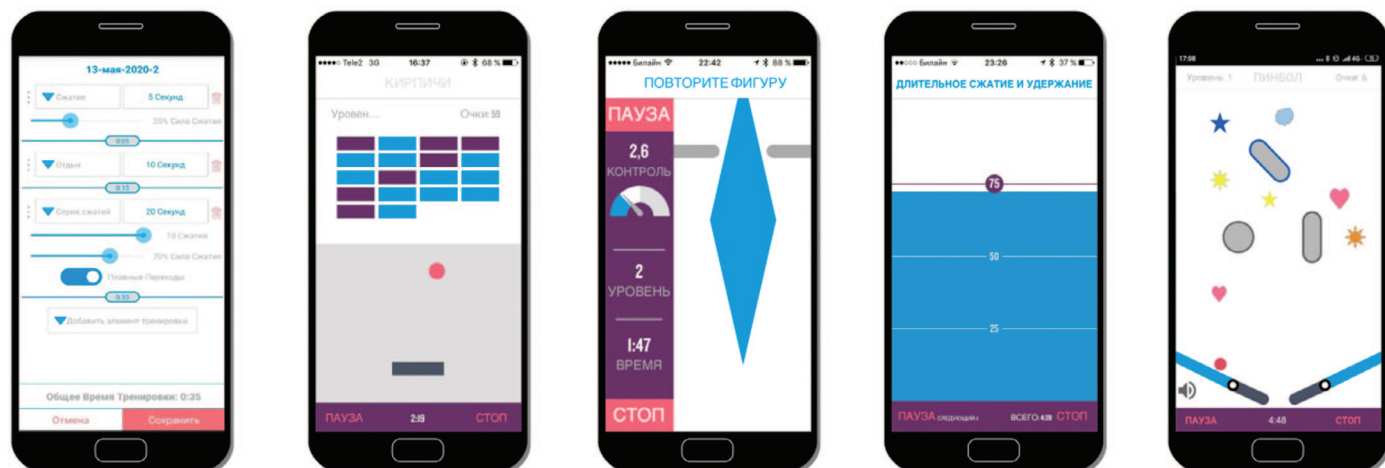 13-мая-2020-2
Сжатие
5 Секунд
35% Сила Сжатия
0:05
Отдых
10 Секунд
0:15
Серия сжатий
20 Секунд
10 Сжатий
70% Сила Сжатия
Плавные Переходы
0:35
Добавить элемент тренировки
Общее Время Тренировки: 0:35
Отмена
Сохранить
Tele2 3G
16:37
68 %
КИРПИЧИ
Уровен...
Очки: 59
ПАУЗА
2:19
СТОП
Билайн
22:42
88 %
ПОВТОРИТЕ ФИГУРУ
ПАУЗА
2,6
КОНТРОЛЬ
2
УРОВЕНЬ
1:47
ВРЕМЯ
СТОП
Билайн
23:26
37 %
ДЛИТЕЛЬНОЕ СЖАТИЕ И УДЕРЖАНИЕ
75
50
25
ПАУЗА
ВСЕГО: 4:28
СТОП
17:08
4G
Уровень: 1
ПИНБОЛ
Очки: 6
ПАУЗА
4:48
СТОП